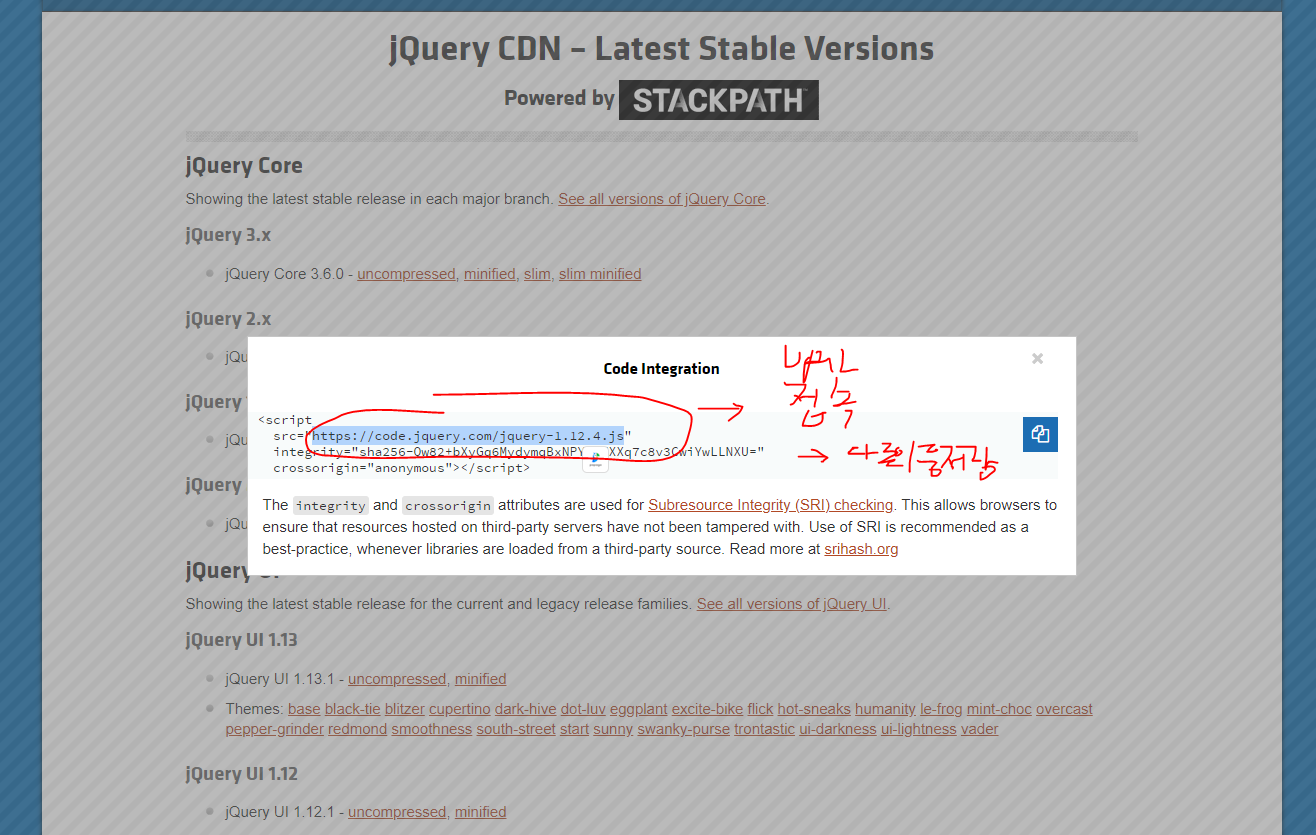 jQuery CDN – Latest Stable Versions
Powered by STACKPATH
jQuery Core
Showing the latest stable release in each major branch. See all versions of jQuery Core.
jQuery 3.x
jQuery Core 3.6.0 - uncompressed, minified, slim, slim minified
jQuery 2.x
jQu
jQuery
jQu
jQuery
jQu
Code Integration
접속
<script
src="https://code.jquery.com/jquery-1.12.4.js"
crossorigin="anonymous"></script>
→ 다른이름저장
The integrity and crossorigin attributes are used for Subresource Integrity (SRI) checking. This allows browsers to
ensure that resources hosted on third-party servers have not been tampered with. Use of SRI is recommended as a
best-practice, whenever libraries are loaded from a third-party source. Read more at srihash.org
jQuery UI
Showing the latest stable release for the current and legacy release families. See all versions of jQuery UI.
jQuery UI 1.13
jQuery UI 1.13.1 - uncompressed, minified
Themes: base black-tie blitzer cupertino dark-hive dot-luv eggplant excite-bike flick hot-sneaks humanity le-frog mint-choc overcast
pepper-grinder redmond smoothness south-street start sunny swanky-purse trontastic ui-darkness ui-lightness vader
jQuery UI 1.12
jQuery UI 1.12.1 - uncompressed, minified